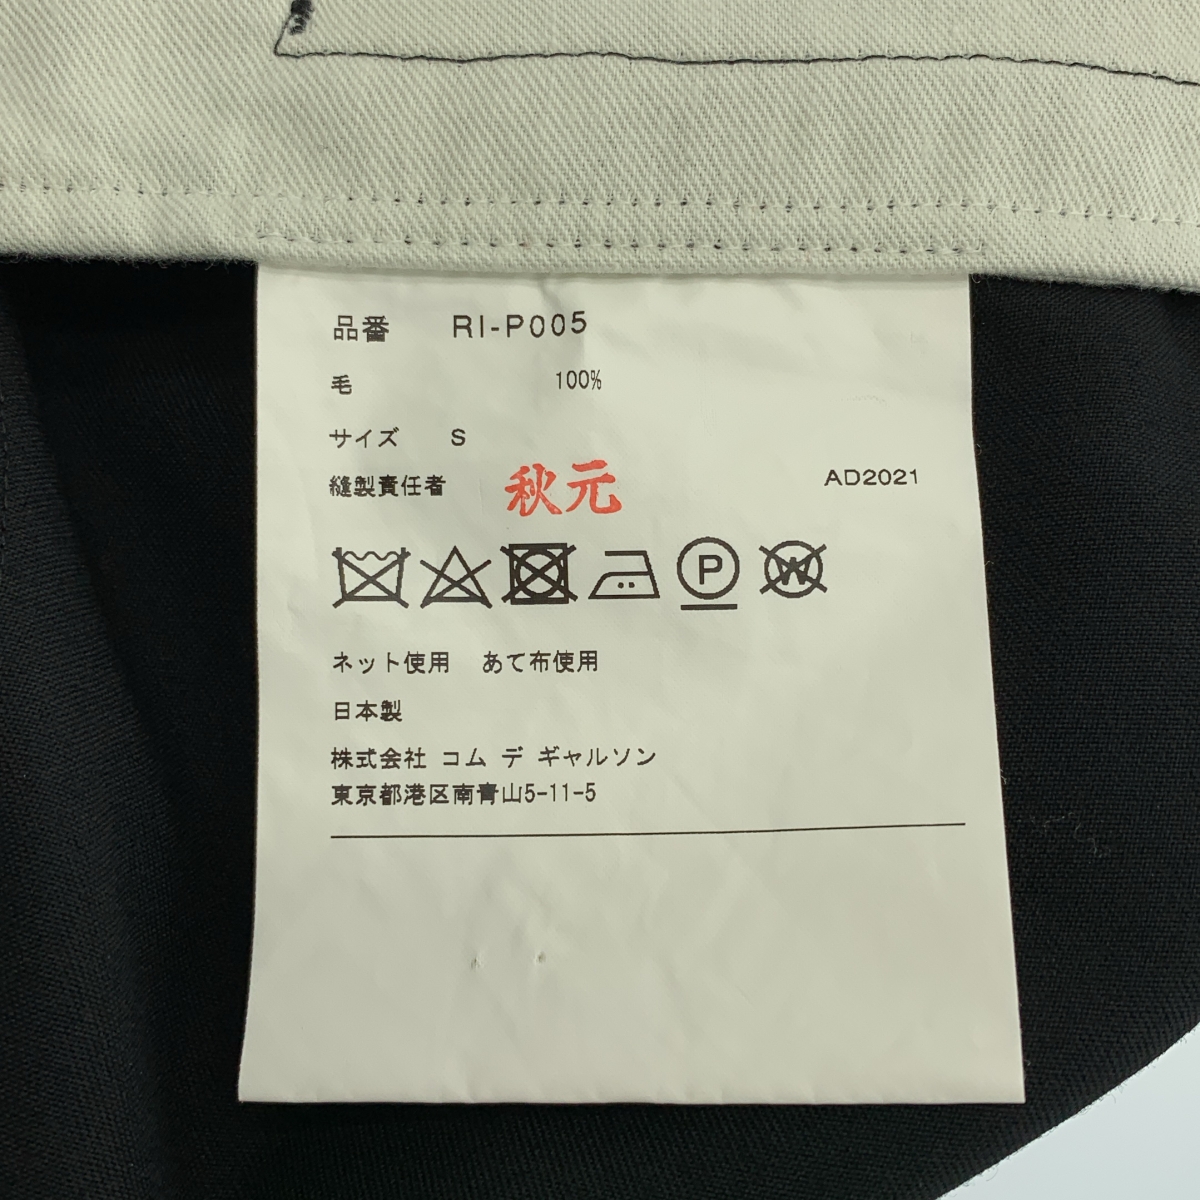 品番 RI-P005
毛 100%
サイズ S
縫製責任者 秋元 AD2021
P W
ネット使用 あて布使用
日本製
株式会社 コム デ ギャルソン
東京都港区南青山5-11-5